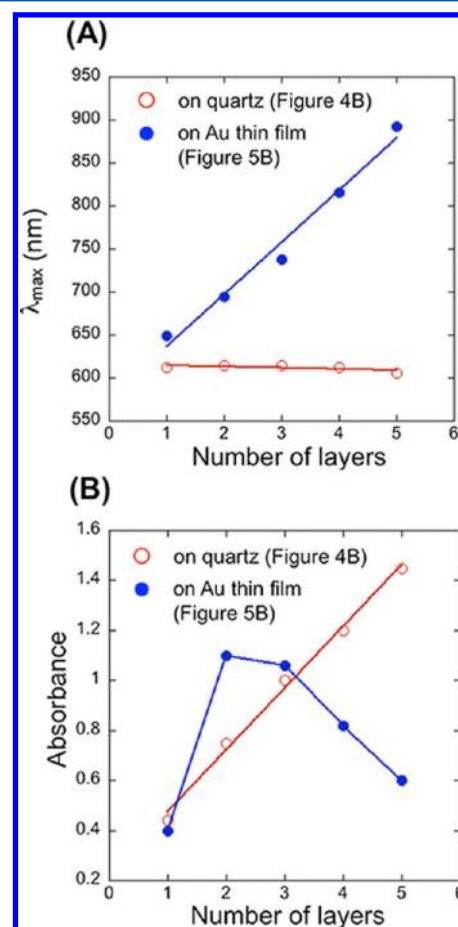 (A)
on quartz (Figure 4B)
on Au thin film
(Figure 5B)
950
900
850
800
750
700
650
600
550
λmax (nm)
0 1 2 3 4 5 6
Number of layers
(B)
on quartz (Figure 4B)
on Au thin film
(Figure 5B)
1.6
1.4
1.2
1
0.8
0.6
0.4
0.2
Absorbance
0 1 2 3 4 5 6
Number of layers